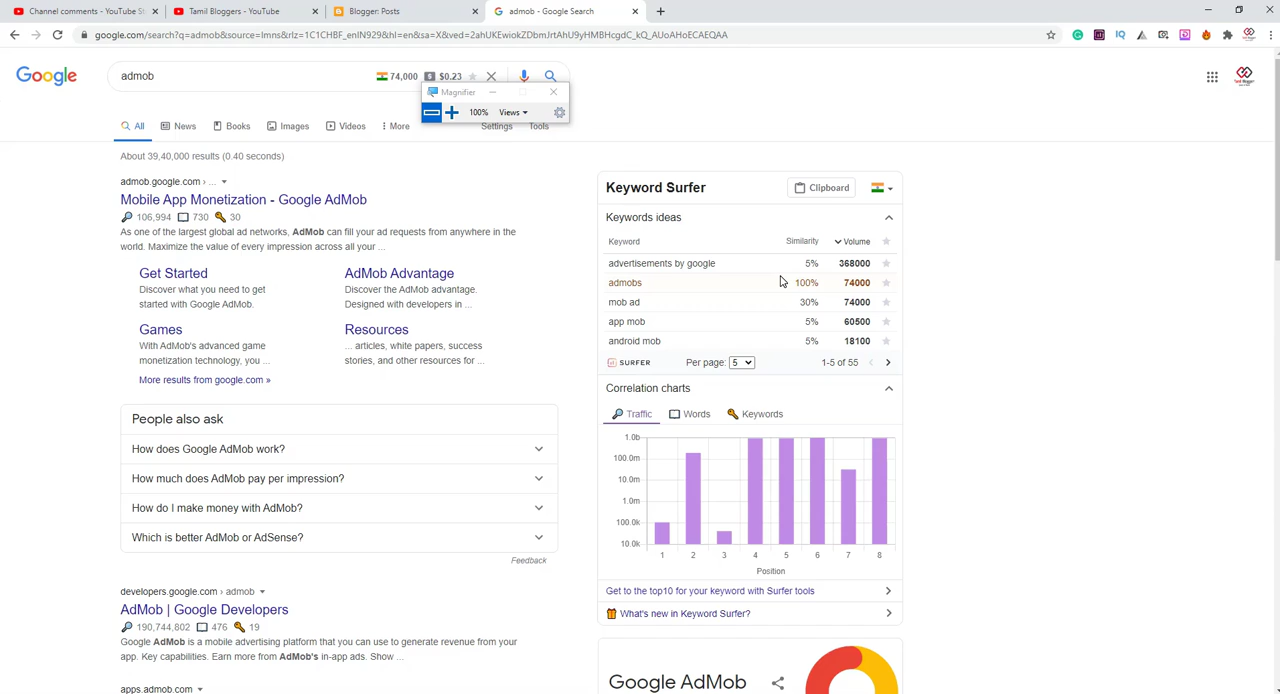 Channel comments - YouTube S
Tamil Bloggers - YouTube
Blogger: Posts
admob - Google Search
google.com/search?q=admob&source=lmns&rlz=1C1CHBF_enIN929&hl=en&sa=X&ved=2ahUKEwiokZDbmJrtAhU9yHMBHcgdC_kQ_AUoAHoECAEQAA
Google
admob
74,000
$0.23
Magnifier
100%
Views
All
News
Books
Images
Videos
More
Settings
Tools
About 39,40,000 results (0.40 seconds)
admob.google.com › ...
Mobile App Monetization - Google AdMob
106,994 730 30
As one of the largest global ad networks, AdMob can fill your ad requests from anywhere in the
world. Maximize the value of every impression across all your ...
Get Started
Discover what you need to get
started with Google AdMob.
AdMob Advantage
Discover the AdMob advantage.
Designed with developers in ...
Games
With AdMob's advanced game
monetization technology, you ...
Resources
... articles, white papers, success
stories, and other resources for ...
More results from google.com »
People also ask
How does Google AdMob work?
How much does AdMob pay per impression?
How do I make money with AdMob?
Which is better AdMob or AdSense?
Feedback
developers.google.com › admob
AdMob | Google Developers
190,744,802 476 19
Google AdMob is a mobile advertising platform that you can use to generate revenue from your
app. Key capabilities. Earn more from AdMob's in-app ads. Show ...
apps.admob.com
Keyword Surfer
Clipboard
Keywords ideas
Keyword Similarity Volume
advertisements by google 5% 368000
admobs 100% 74000
mob ad 30% 74000
app mob 5% 60500
android mob 5% 18100
SURFER
Per page: 5
1-5 of 55
Correlation charts
Traffic
Words
Keywords
1.0b
100.0m
10.0m
1.0m
100.0k
10.0k
1 2 3 4 5 6 7 8
Position
Get to the top10 for your keyword with Surfer tools
What's new in Keyword Surfer?
Google AdMob